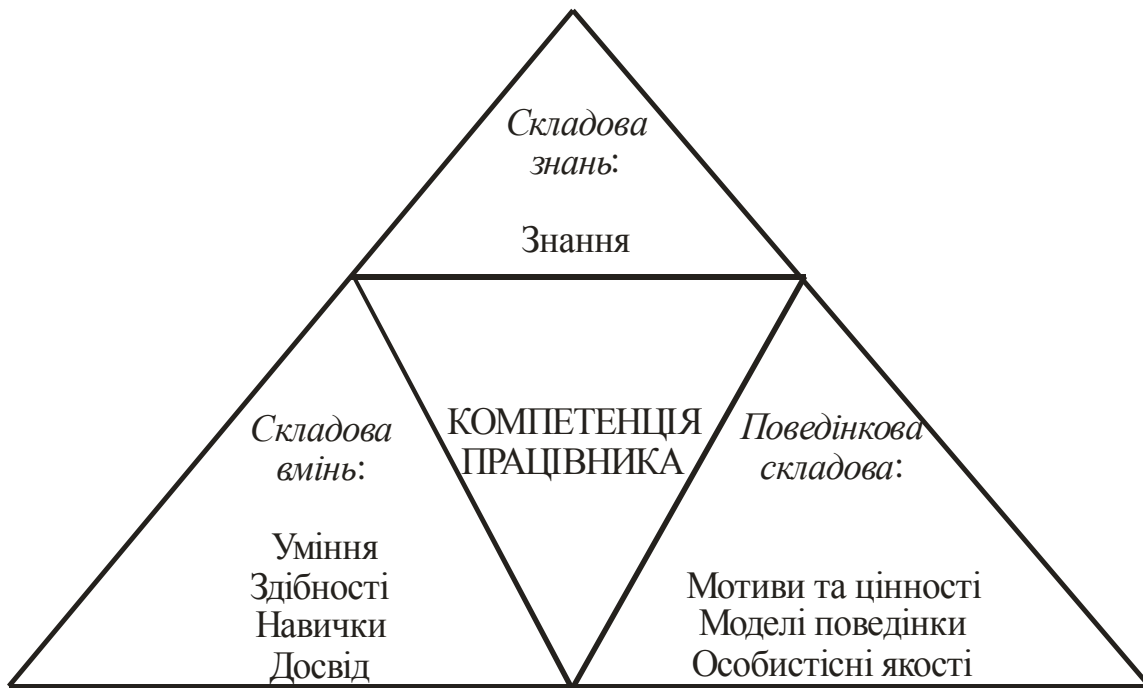 Складова
знань:
Знання
Складова
вмінь:
Уміння
Здібності
Навички
Досвід
КОМПЕТЕНЦІЯ
ПРАЦІВНИКА
Поведінкова
складова:
Мотиви та цінності
Моделі поведінки
Особистісні якості